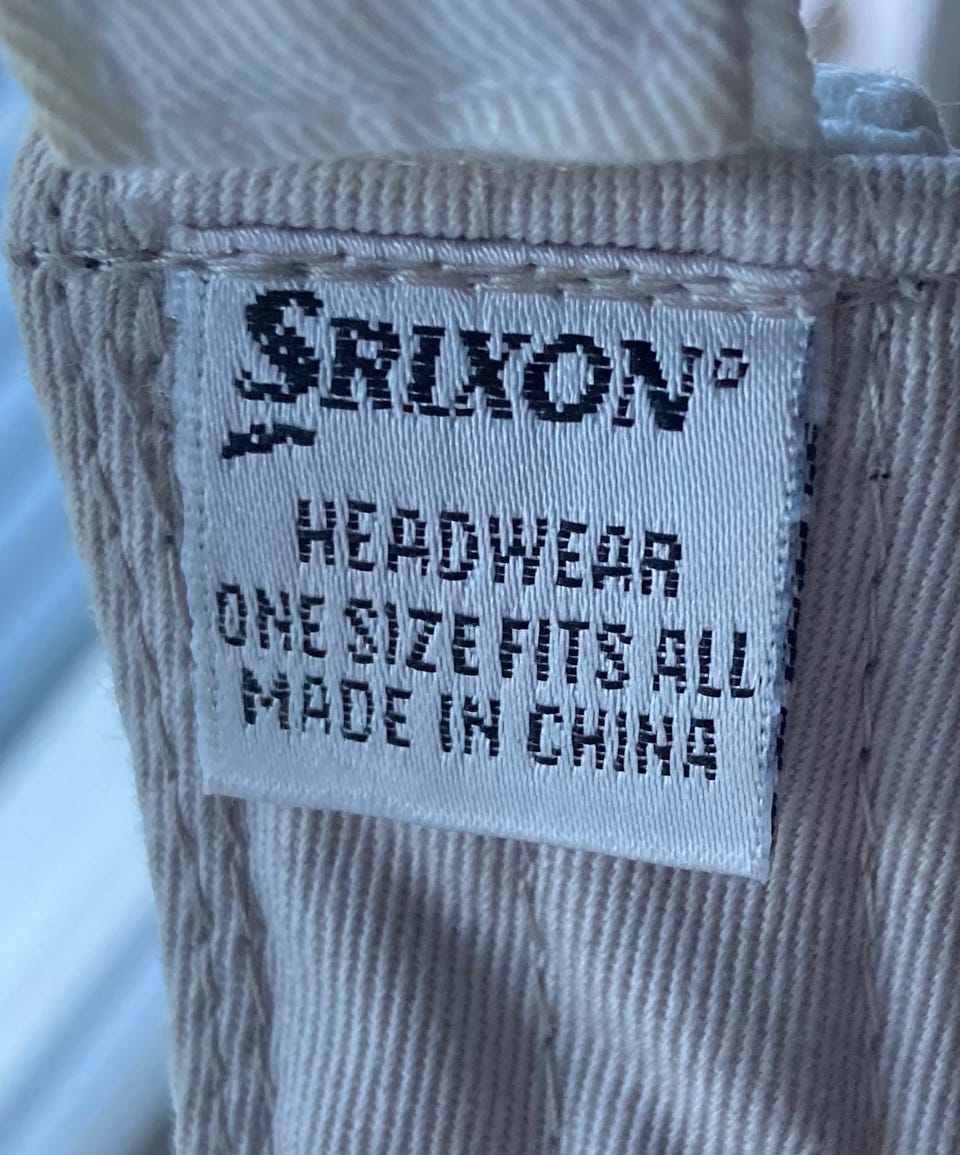 SRIXON®
HEADWEAR
ONE SIZE FITS ALL
MADE IN CHINA